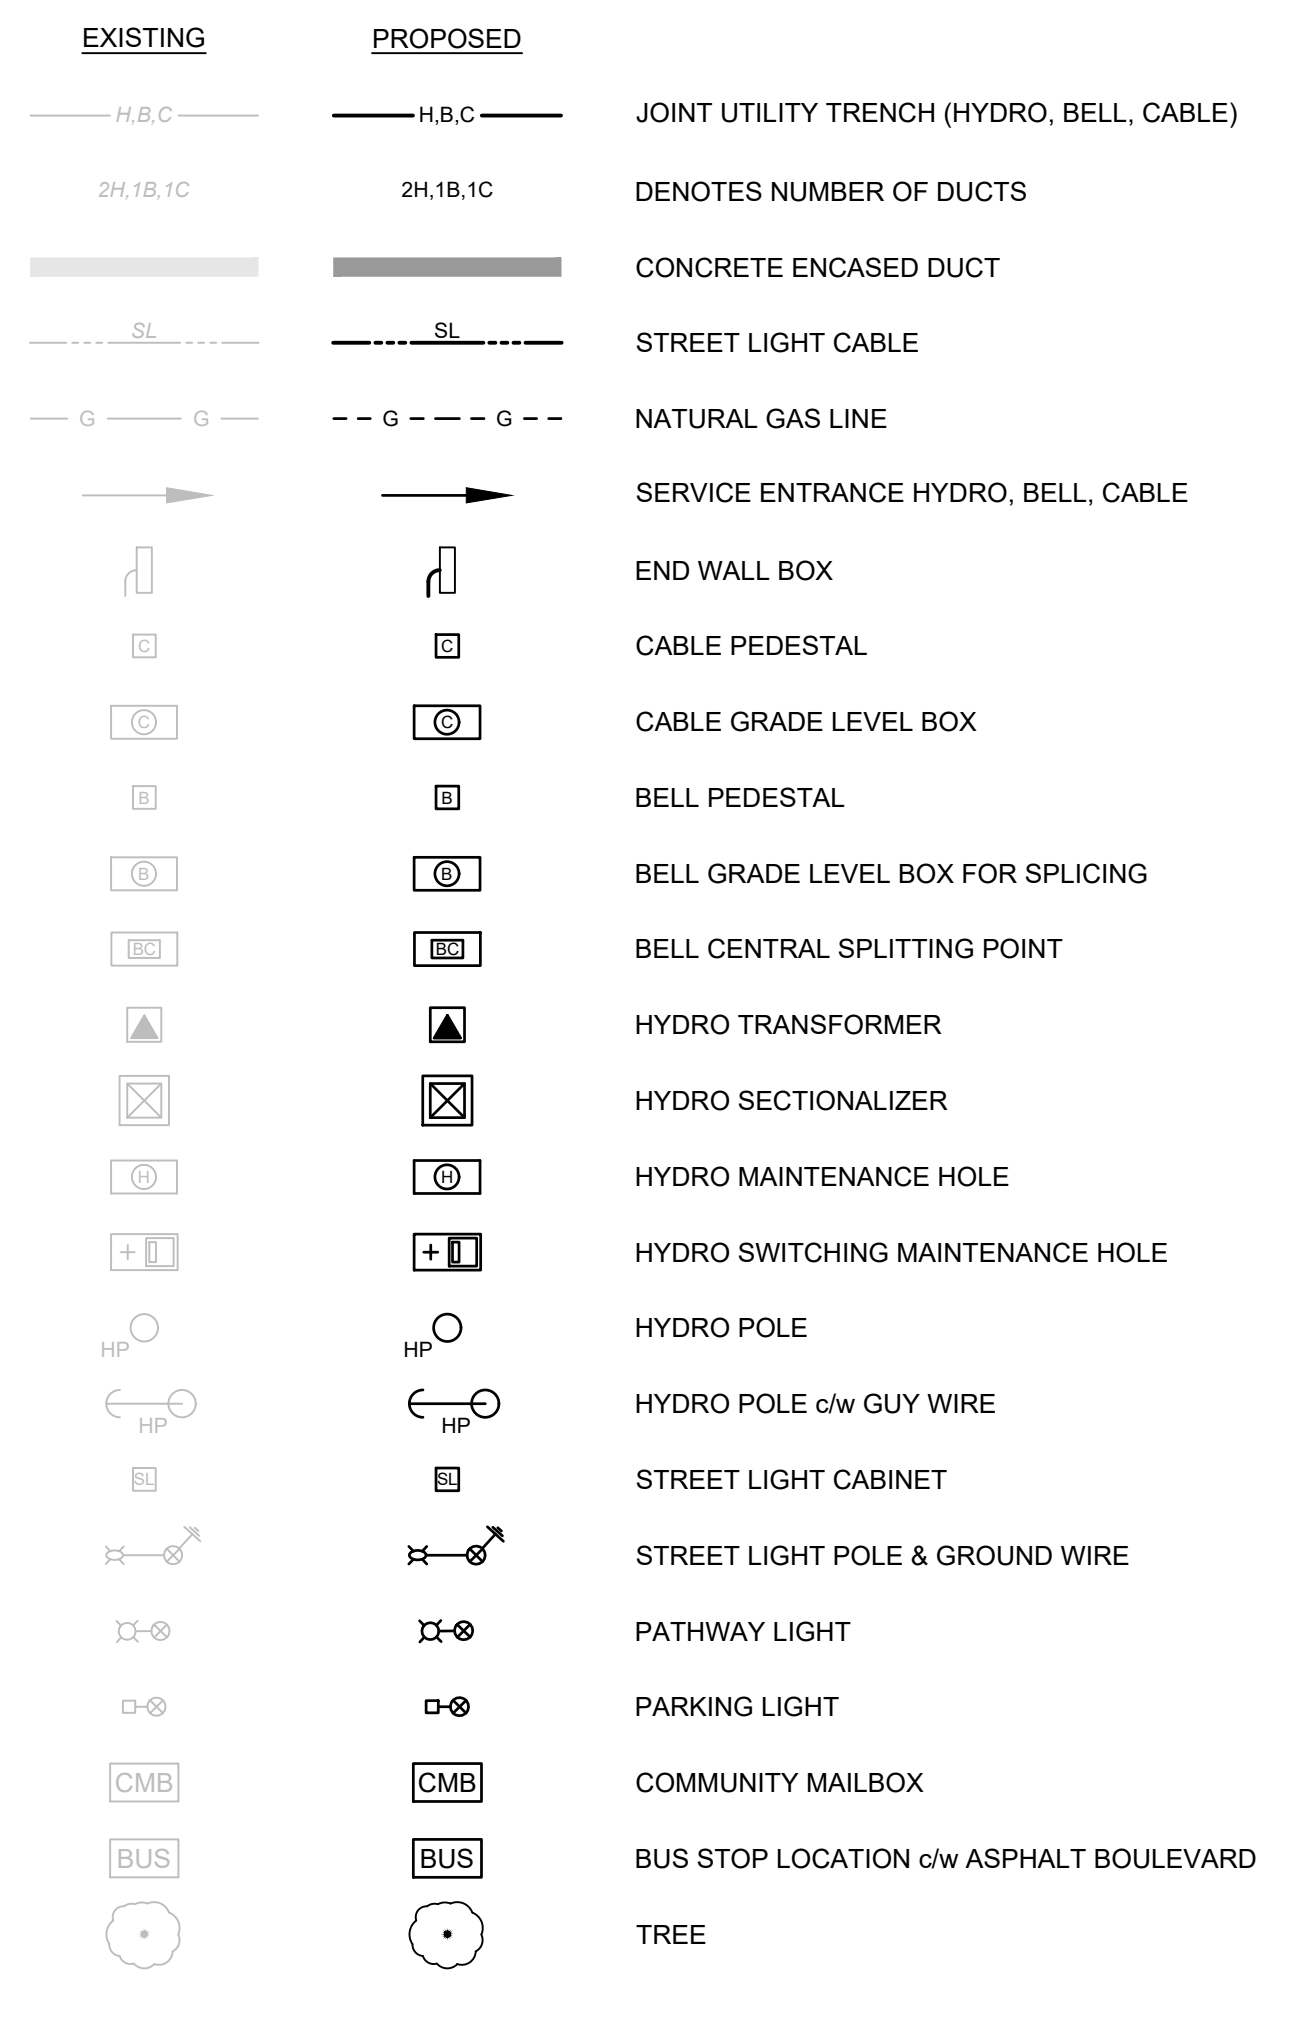 EXISTING PROPOSED
H,B,C H,B,C JOINT UTILITY TRENCH (HYDRO, BELL, CABLE)
2H,1B,1C 2H,1B,1C DENOTES NUMBER OF DUCTS
CONCRETE ENCASED DUCT
SL SL STREET LIGHT CABLE
G G G G NATURAL GAS LINE
SERVICE ENTRANCE HYDRO, BELL, CABLE
END WALL BOX
C C CABLE PEDESTAL
C C CABLE GRADE LEVEL BOX
B B BELL PEDESTAL
B B BELL GRADE LEVEL BOX FOR SPLICING
BC BC BELL CENTRAL SPLITTING POINT
HYDRO TRANSFORMER
HYDRO SECTIONALIZER
H H HYDRO MAINTENANCE HOLE
HYDRO SWITCHING MAINTENANCE HOLE
HP HP HYDRO POLE
HP HP HYDRO POLE c/w GUY WIRE
SL SL STREET LIGHT CABINET
STREET LIGHT POLE & GROUND WIRE
PATHWAY LIGHT
PARKING LIGHT
CMB CMB COMMUNITY MAILBOX
BUS BUS BUS STOP LOCATION c/w ASPHALT BOULEVARD
TREE